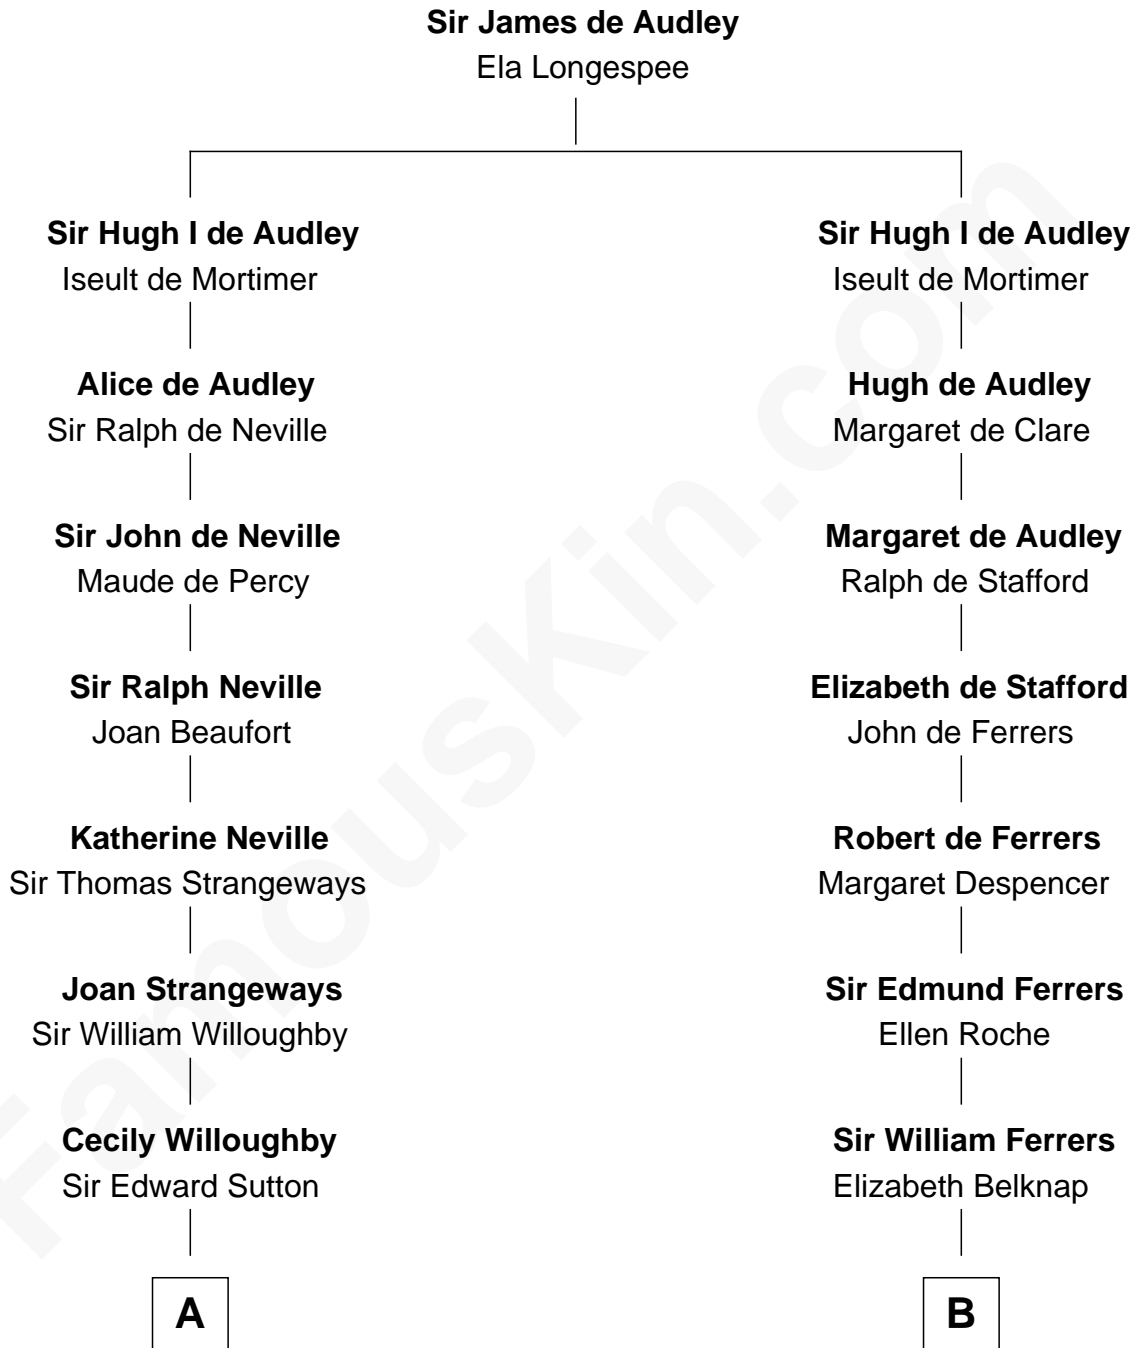 Sir James de Audley
Ela Longespee
Sir Hugh I de Audley
Iseult de Mortimer
Sir Hugh I de Audley
Iseult de Mortimer
Alice de Audley
Sir Ralph de Neville
Hugh de Audley
Margaret de Clare
Sir John de Neville
Maude de Percy
Margaret de Audley
Ralph de Stafford
Sir Ralph Neville
Joan Beaufort
Elizabeth de Stafford
John de Ferrers
Katherine Neville
Sir Thomas Strangeways
Robert de Ferrers
Margaret Despencer
Joan Strangeways
Sir William Willoughby
Sir Edmund Ferrers
Ellen Roche
Cecily Willoughby
Sir Edward Sutton
Sir William Ferrers
Elizabeth Belknap
A
B
FamousKin.com